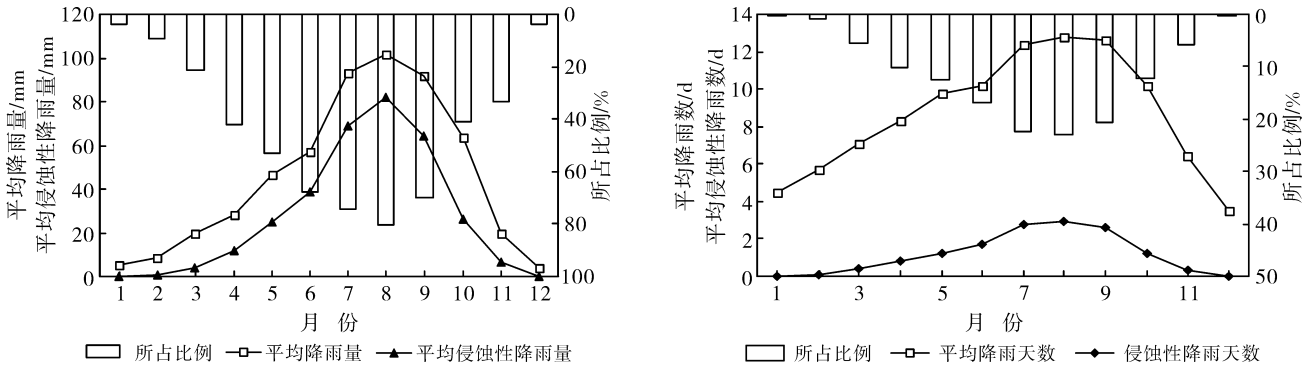 平均降雨量/mm
平均侵蚀性降雨量/mm
120
100
80
60
40
20
0
0
20
40
60
80
100
所占比例/%
1 2 3 4 5 6 7 8 9 10 11 12
月 份
所占比例 平均降雨量 平均侵蚀性降雨量
平均降雨数/d
平均侵蚀性降雨数/d
14
12
10
8
6
4
2
0
0
10
20
30
40
50
所占比例/%
1 3 5 7 9 11
月 份
所占比例 平均降雨天数 侵蚀性降雨天数